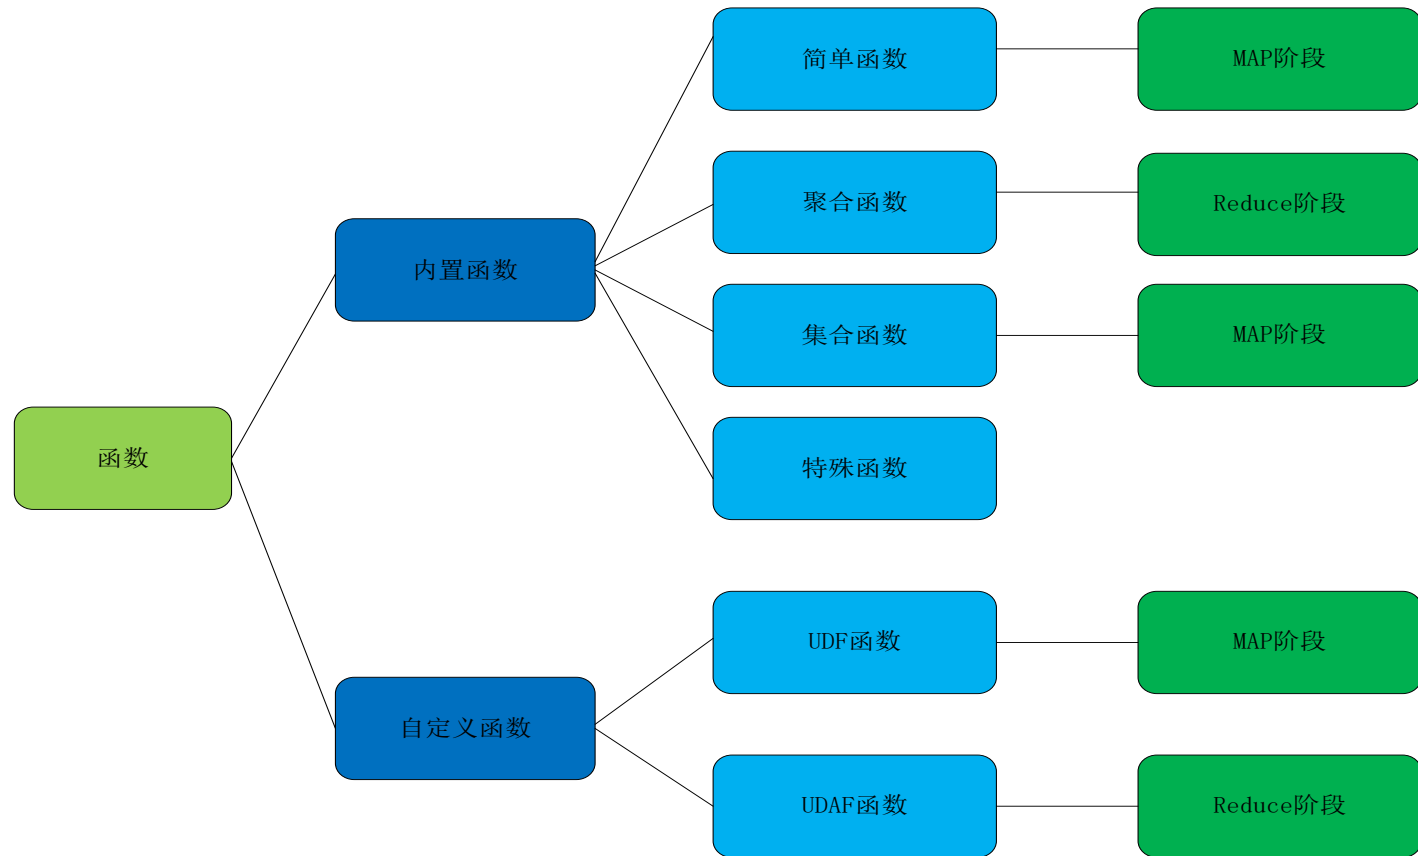 简单函数
MAP阶段
聚合函数
Reduce阶段
内置函数
集合函数
MAP阶段
函数
特殊函数
UDF函数
MAP阶段
自定义函数
UDAF函数
Reduce阶段